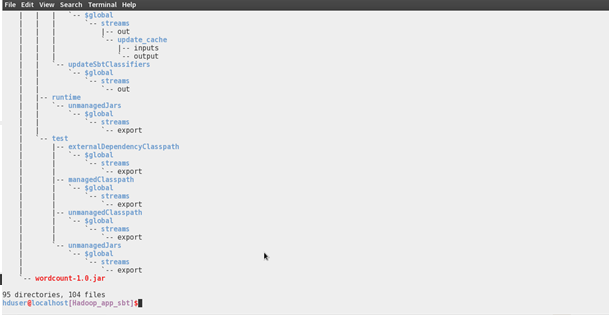 File Edit View Search Terminal Help
|   |   |       `-- $global
|   |   |           `-- streams
|   |   |               |-- out
|   |   |               `-- update_cache
|   |   |                   |-- inputs
|   |   |                   `-- output
|   |   `-- updateSbtClassifiers
|   |       `-- $global
|   |           `-- streams
|   |               `-- out
|   |-- runtime
|   |   `-- unmanagedJars
|   |       `-- $global
|   |           `-- streams
|   |               `-- export
|   `-- test
|       |-- externalDependencyClasspath
|       |   `-- $global
|       |       `-- streams
|       |           `-- export
|       |-- managedClasspath
|       |   `-- $global
|       |       `-- streams
|       |           `-- export
|       |-- unmanagedClasspath
|       |   `-- $global
|       |       `-- streams
|       |           `-- export
|       `-- unmanagedJars
|           `-- $global
|               `-- streams
|                   `-- export
`-- wordcount-1.0.jar
95 directories, 104 files
hduser@localhost[Hadoop_app_sbt]$